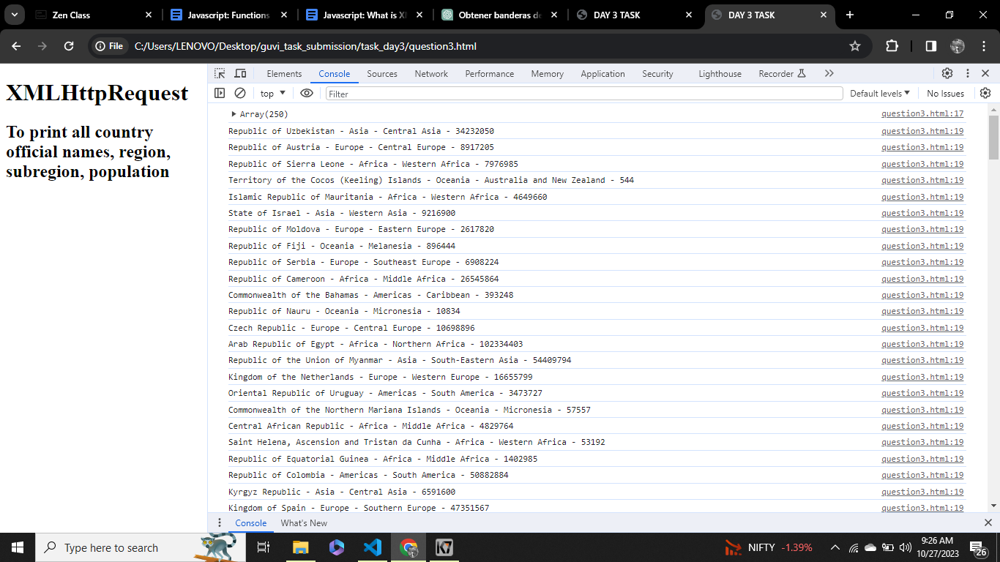 Zen Class
Javascript: Functions
Javascript: What is X
Obtener banderas de
DAY 3 TASK
DAY 3 TASK
File
C:/Users/LENOVO/Desktop/guvi_task_submission/task_day3/question3.html
XMLHttpRequest
To print all country
official names, region,
subregion, population
Elements Console Sources Network Performance Memory Application Security Lighthouse Recorder
top Filter Default levels No Issues
Array(250) question3.html:17
Republic of Uzbekistan - Asia - Central Asia - 34232050 question3.html:19
Republic of Austria - Europe - Central Europe - 8917205 question3.html:19
Republic of Sierra Leone - Africa - Western Africa - 7976985 question3.html:19
Territory of the Cocos (Keeling) Islands - Oceania - Australia and New Zealand - 544 question3.html:19
Islamic Republic of Mauritania - Africa - Western Africa - 4649660 question3.html:19
State of Israel - Asia - Western Asia - 9216900 question3.html:19
Republic of Moldova - Europe - Eastern Europe - 2617820 question3.html:19
Republic of Fiji - Oceania - Melanesia - 896444 question3.html:19
Republic of Serbia - Europe - Southeast Europe - 6908224 question3.html:19
Republic of Cameroon - Africa - Middle Africa - 26545864 question3.html:19
Commonwealth of the Bahamas - Americas - Caribbean - 393248 question3.html:19
Republic of Nauru - Oceania - Micronesia - 10834 question3.html:19
Czech Republic - Europe - Central Europe - 10698896 question3.html:19
Arab Republic of Egypt - Africa - Northern Africa - 102334403 question3.html:19
Republic of the Union of Myanmar - Asia - South-Eastern Asia - 54409794 question3.html:19
Kingdom of the Netherlands - Europe - Western Europe - 16655799 question3.html:19
Oriental Republic of Uruguay - Americas - South America - 3473727 question3.html:19
Commonwealth of the Northern Mariana Islands - Oceania - Micronesia - 57557 question3.html:19
Central African Republic - Africa - Middle Africa - 4829764 question3.html:19
Saint Helena, Ascension and Tristan da Cunha - Africa - Western Africa - 53192 question3.html:19
Republic of Equatorial Guinea - Africa - Middle Africa - 1402985 question3.html:19
Republic of Colombia - Americas - South America - 50882884 question3.html:19
Kyrgyz Republic - Asia - Central Asia - 6591600 question3.html:19
Kingdom of Spain - Europe - Southern Europe - 47351567 question3.html:19
Console What's New
Type here to search
K7
NIFTY -1.39%
9:26 AM
10/27/2023
26